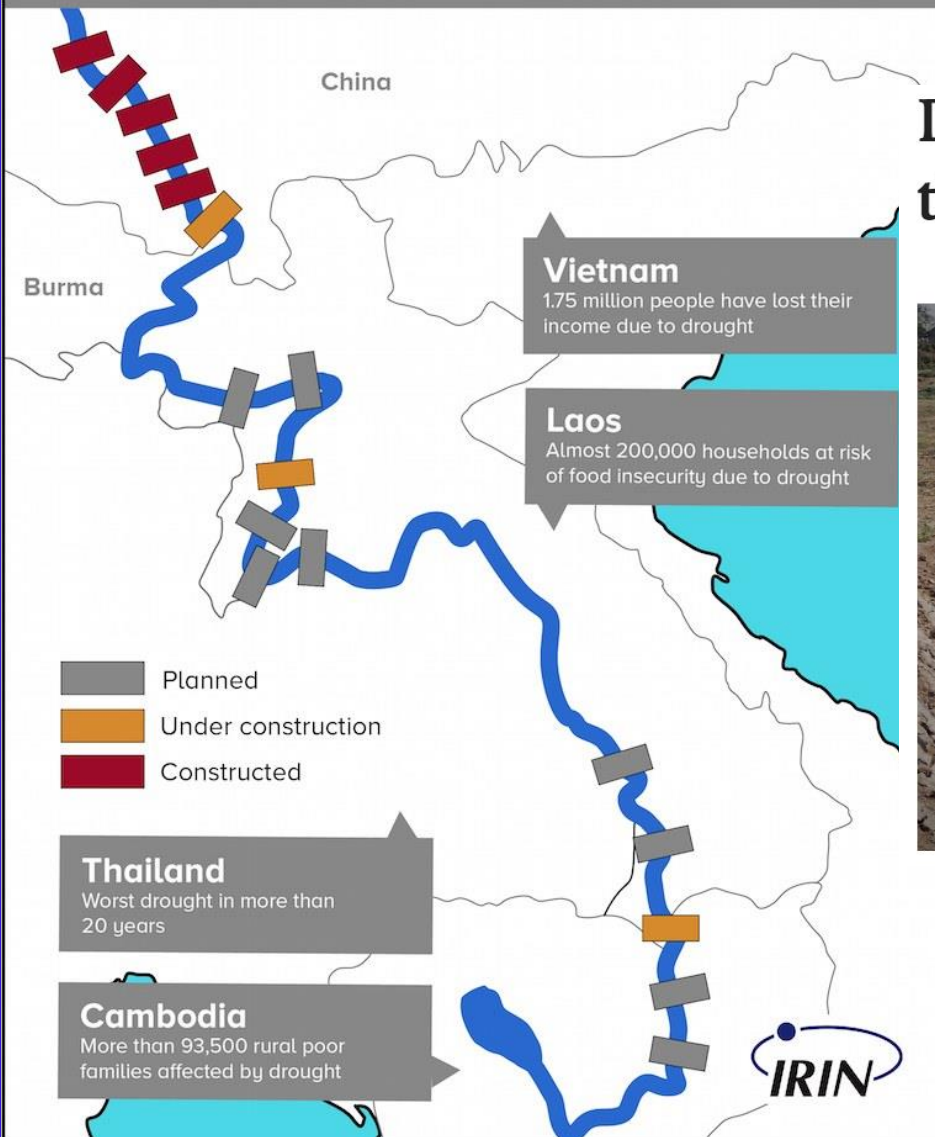 China
Burma
Vietnam
1.75 million people have lost their
income due to drought
Laos
Almost 200,000 households at risk
of food insecurity due to drought
Planned
Under construction
Constructed
Thailand
Worst drought in more than
20 years
Cambodia
More than 93,500 rural poor
families affected by drought
IRIN